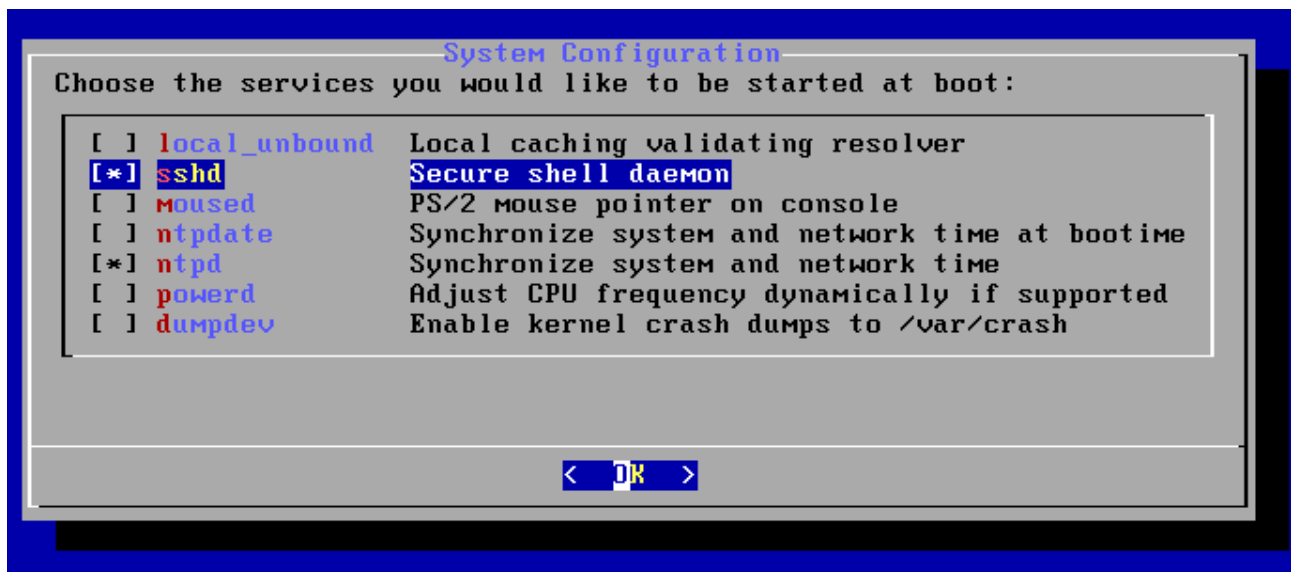 System Configuration
Choose the services you would like to be started at boot:
[ ] local_unbound Local caching validating resolver
[*] sshd Secure shell daemon
[ ] moused PS/2 mouse pointer on console
[ ] ntpdate Synchronize system and network time at bootime
[*] ntpd Synchronize system and network time
[ ] powerd Adjust CPU frequency dynamically if supported
[ ] dumpdev Enable kernel crash dumps to /var/crash
< OK >